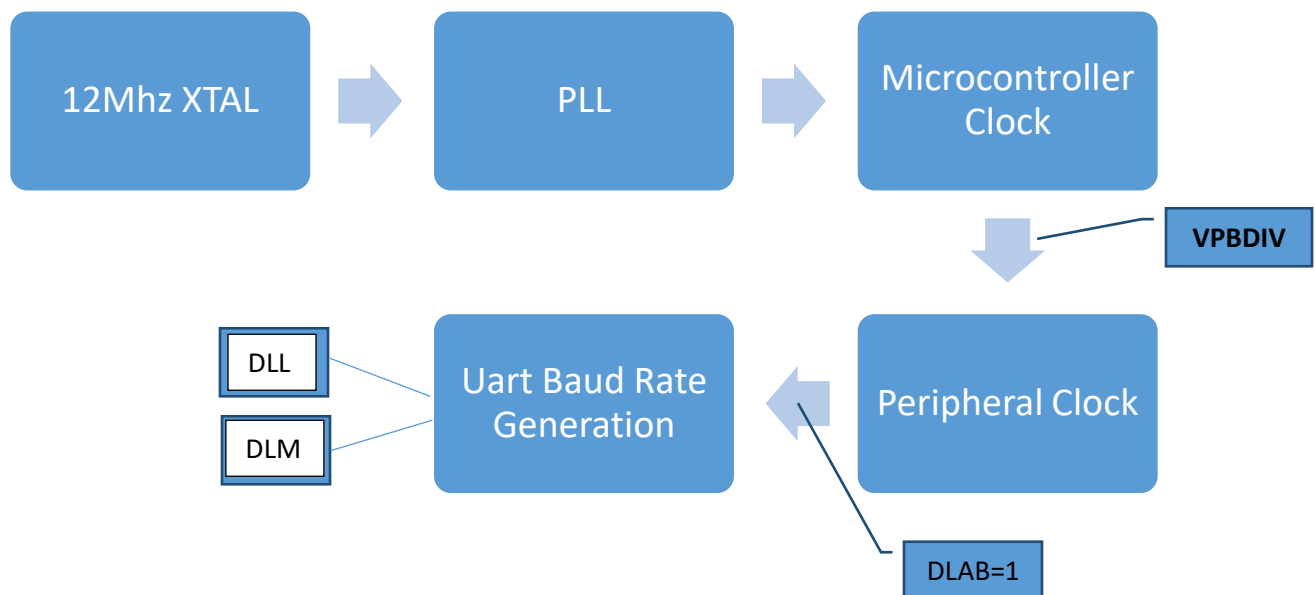 12Mhz XTAL
PLL
Microcontroller
Clock
VPBDIV
Peripheral Clock
DLAB=1
Uart Baud Rate
Generation
DLL
DLM